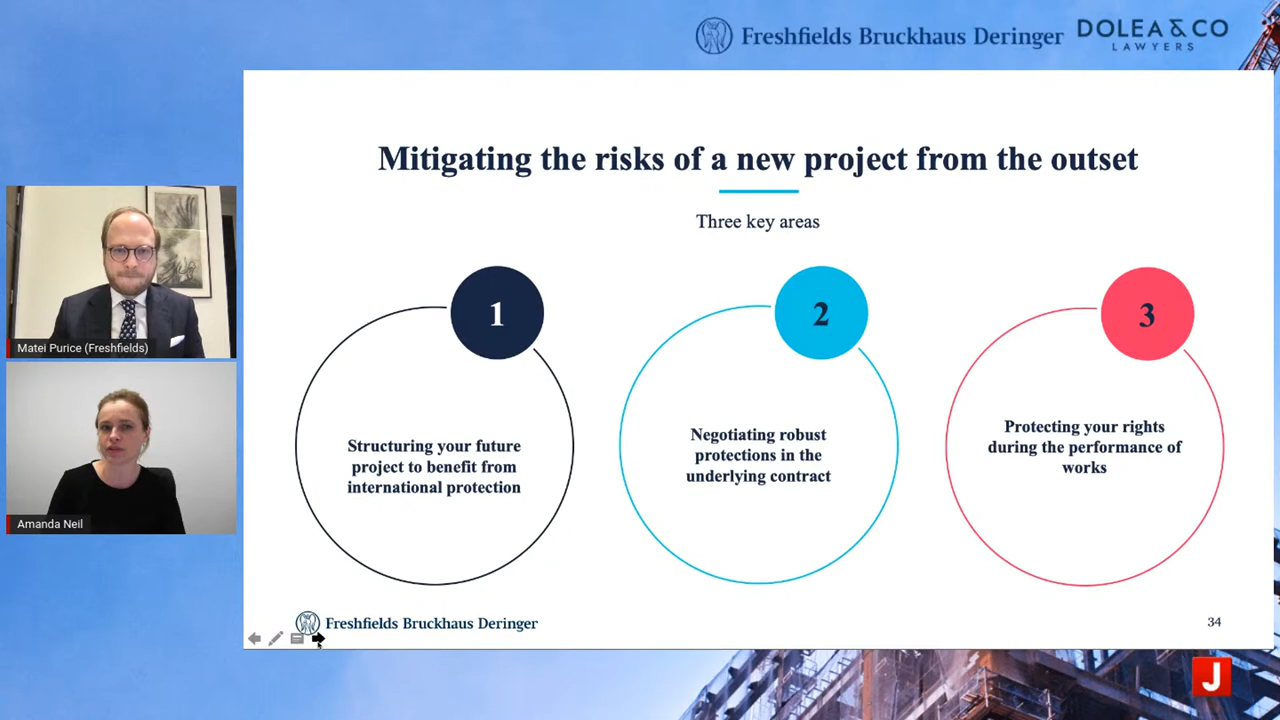 Freshfields Bruckhaus Deringer
DOLEA & CO
LAWYERS
Mitigating the risks of a new project from the outset
Three key areas
1
2
3
Structuring your future
project to benefit from
international protection
Negotiating robust
protections in the
underlying contract
Protecting your rights
during the performance of
works
Matei Purice (Freshfields)
Amanda Neil
Freshfields Bruckhaus Deringer
34
J